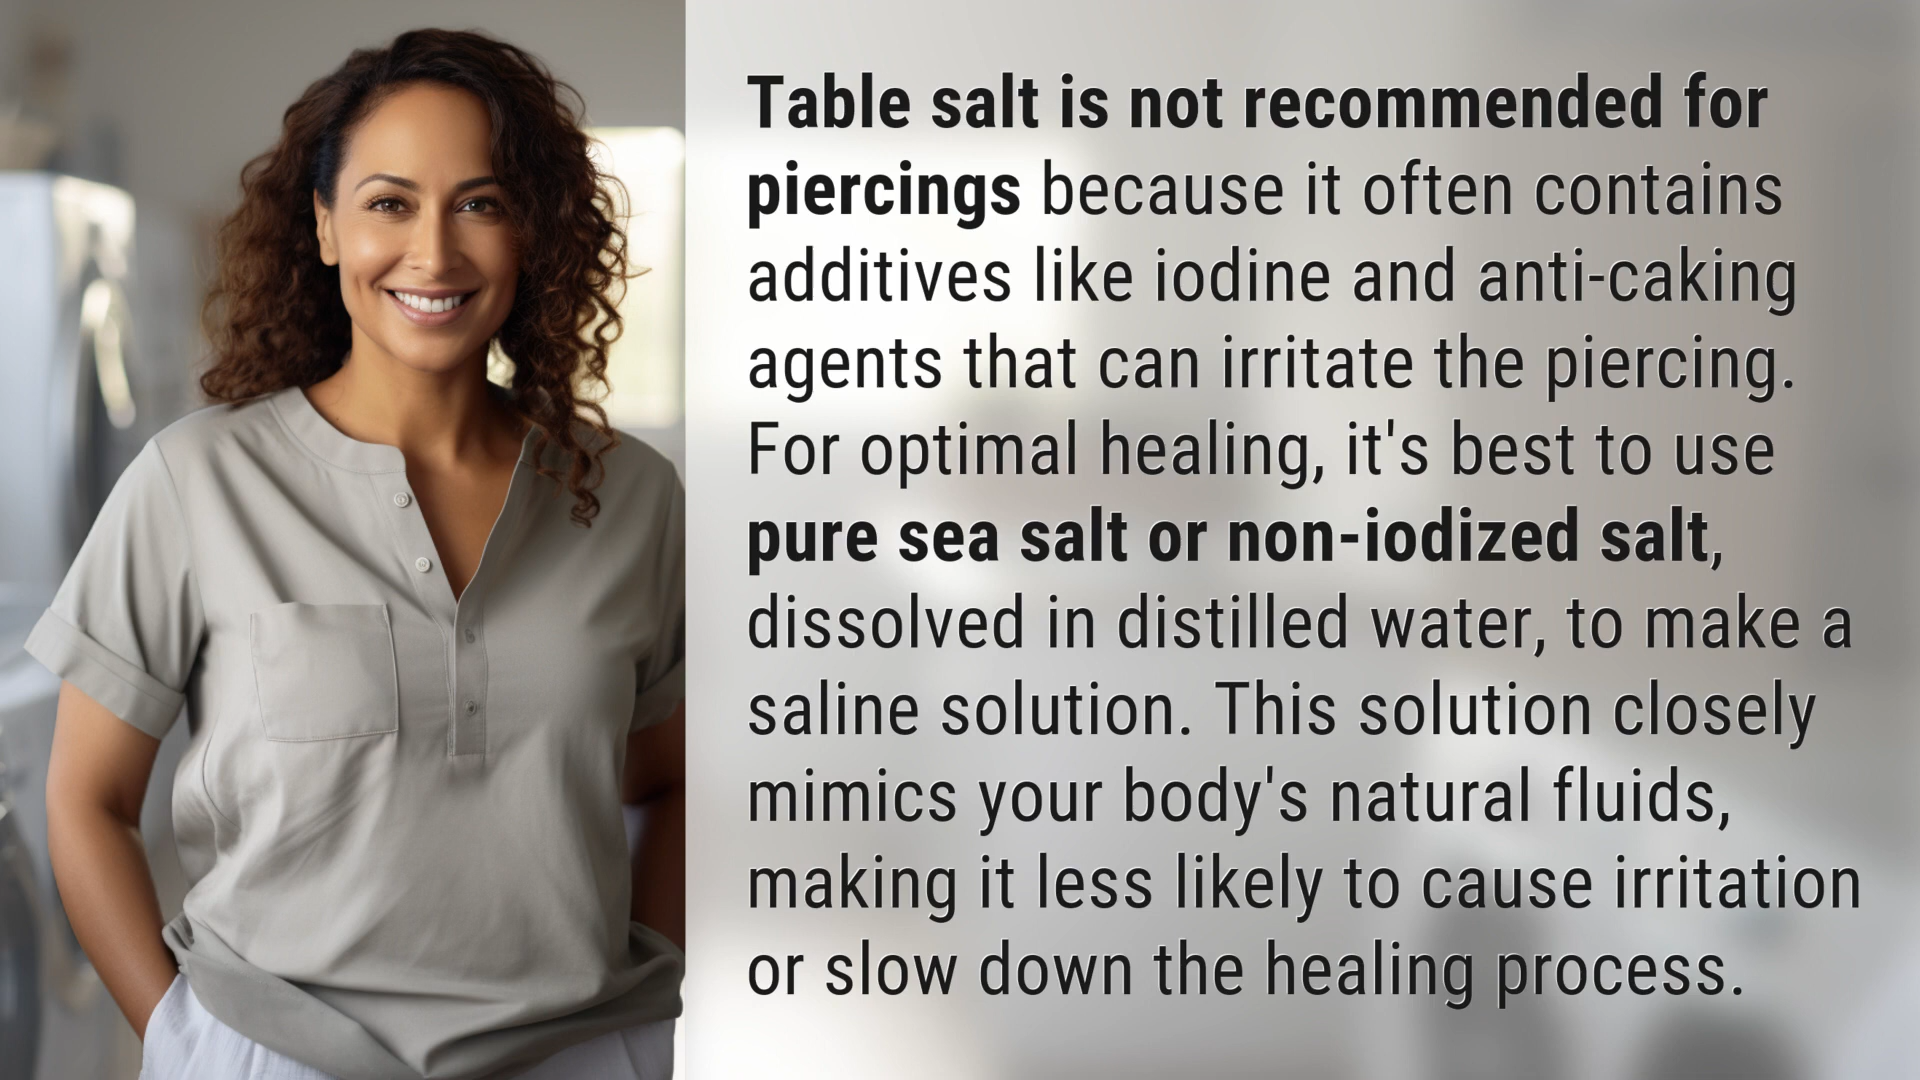 Table salt is not recommended for
piercings because it often contains
additives like iodine and anti-caking
agents that can irritate the piercing.
For optimal healing, it's best to use
pure sea salt or non-iodized salt,
dissolved in distilled water, to make a
saline solution. This solution closely
mimics your body's natural fluids,
making it less likely to cause irritation
or slow down the healing process.